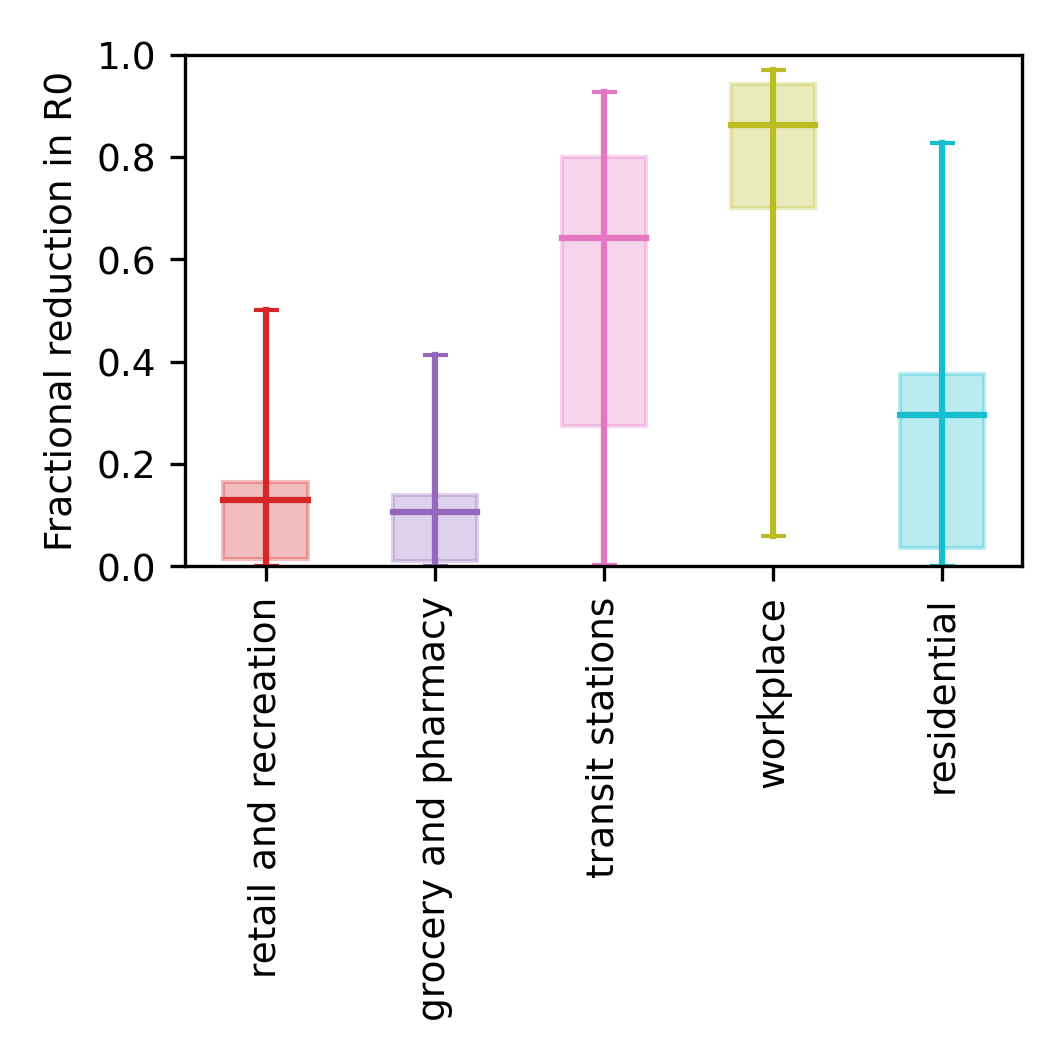 Fractional reduction in R0
1.0
0.8
0.6
0.4
0.2
0.0
retail and recreation
grocery and pharmacy
transit stations
workplace
residential